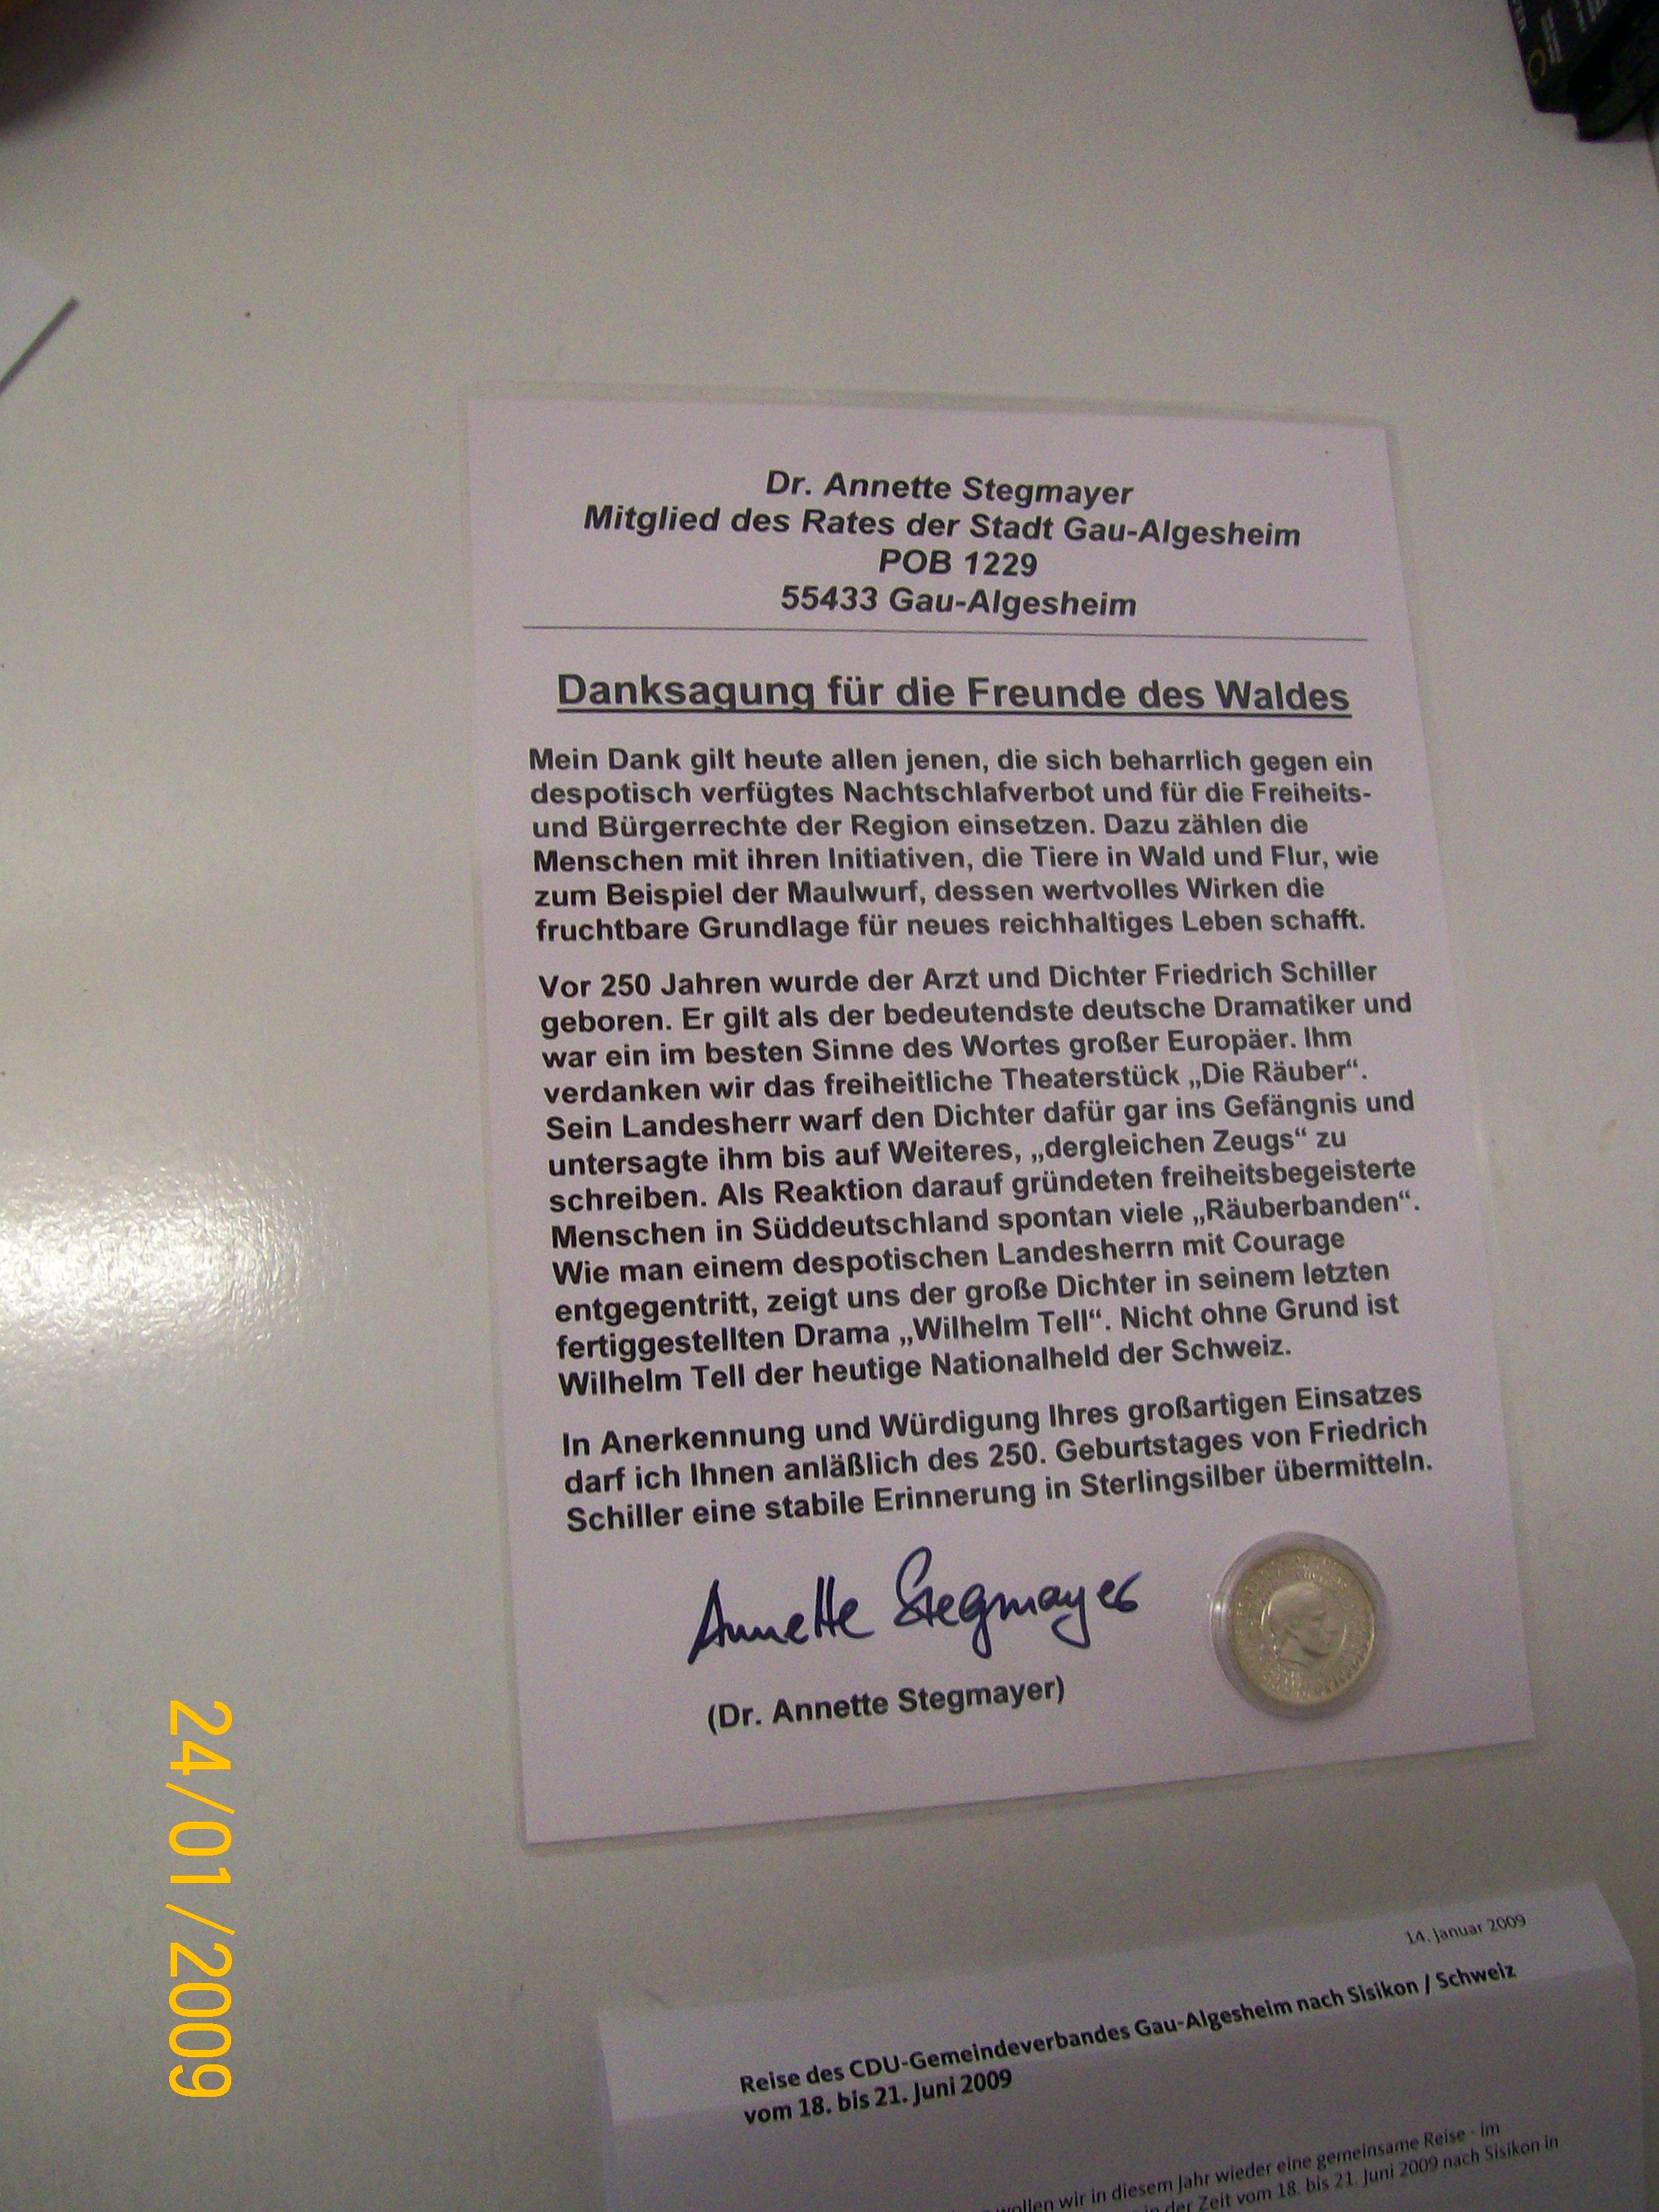 Dr. Annette Stegmayer
Mitglied des Rates der Stadt Gau-Algesheim
POB 1229
55433 Gau-Algesheim
Danksagung für die Freunde des Waldes
Mein Dank gilt heute allen jenen, die sich beharrlich gegen ein
despotisch verfügtes Nachtschlafverbot und für die Freiheits-
und Bürgerrechte der Region einsetzen. Dazu zählen die
Menschen mit ihren Initiativen, die Tiere in Wald und Flur, wie
zum Beispiel der Maulwurf, dessen wertvolles Wirken die
fruchtbare Grundlage für neues reichhaltiges Leben schafft.
Vor 250 Jahren wurde der Arzt und Dichter Friedrich Schiller
geboren. Er gilt als der bedeutendste deutsche Dramatiker und
war ein im besten Sinne des Wortes großer Europäer. Ihm
verdanken wir das freiheitliche Theaterstück „Die Räuber“.
Sein Landesherr warf den Dichter dafür gar ins Gefängnis und
untersagte ihm bis auf Weiteres, „dergleichen Zeugs“ zu
schreiben. Als Reaktion darauf gründeten freiheitsbegeisterte
Menschen in Süddeutschland spontan viele „Räuberbanden“.
Wie man einem despotischen Landesherrn mit Courage
entgegentritt, zeigt uns der große Dichter in seinem letzten
fertiggestellten Drama „Wilhelm Tell“. Nicht ohne Grund ist
Wilhelm Tell der heutige Nationalheld der Schweiz.
In Anerkennung und Würdigung Ihres großartigen Einsatzes
darf ich Ihnen anläßlich des 250. Geburtstages von Friedrich
Schiller eine stabile Erinnerung in Sterlingsilber übermitteln.
Annette Stegmayer
(Dr. Annette Stegmayer)
24/01/2009
14. Januar 2009
Reise des CDU-Gemeindeverbandes Gau-Algesheim nach Sisikon / Schweiz
vom 18. bis 21. Juni 2009
wollen wir in diesem Jahr wieder eine gemeinsame Reise - im
in der Zeit vom 18. bis 21. Juni 2009 nach Sisikon in